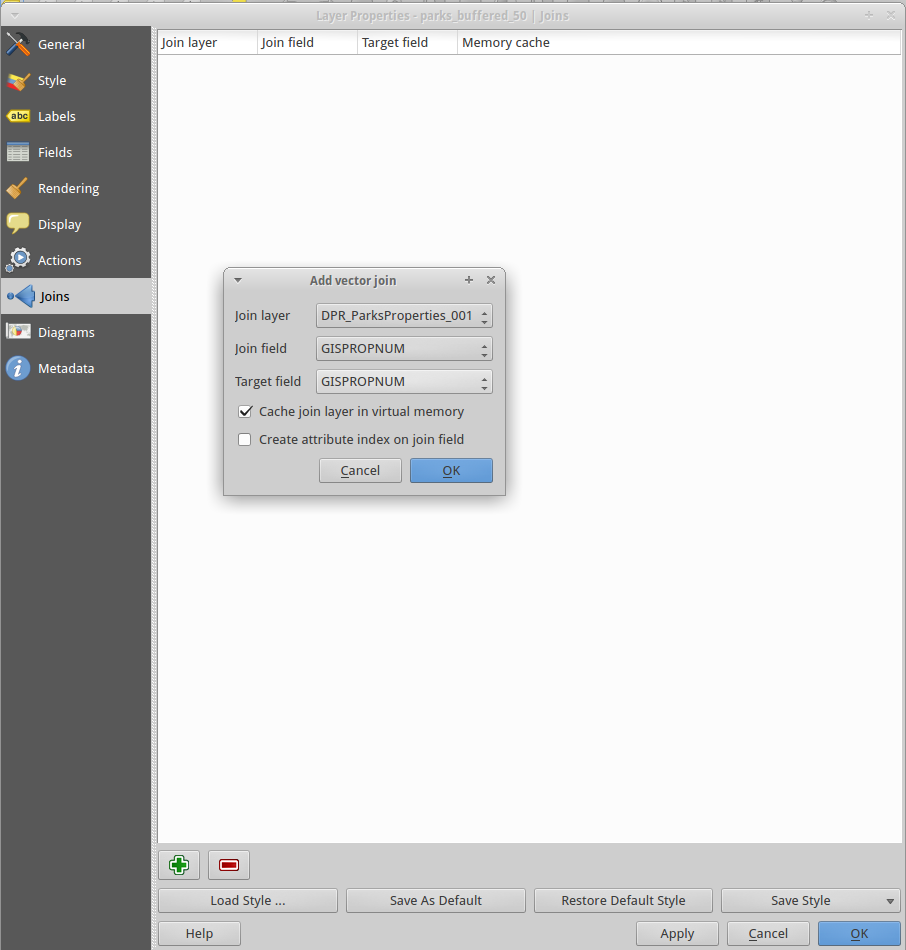 Layer Properties - parks_buffered_50 | Joins
General
Style
abc Labels
Fields
Rendering
Display
Actions
Joins
Diagrams
i Metadata
Join layer Join field Target field Memory cache
Add vector join
Join layer DPR_ParksProperties_001
Join field GISPROPNUM
Target field GISPROPNUM
Cache join layer in virtual memory
Create attribute index on join field
Cancel OK
Load Style ... Save As Default Restore Default Style Save Style
Help Apply Cancel OK